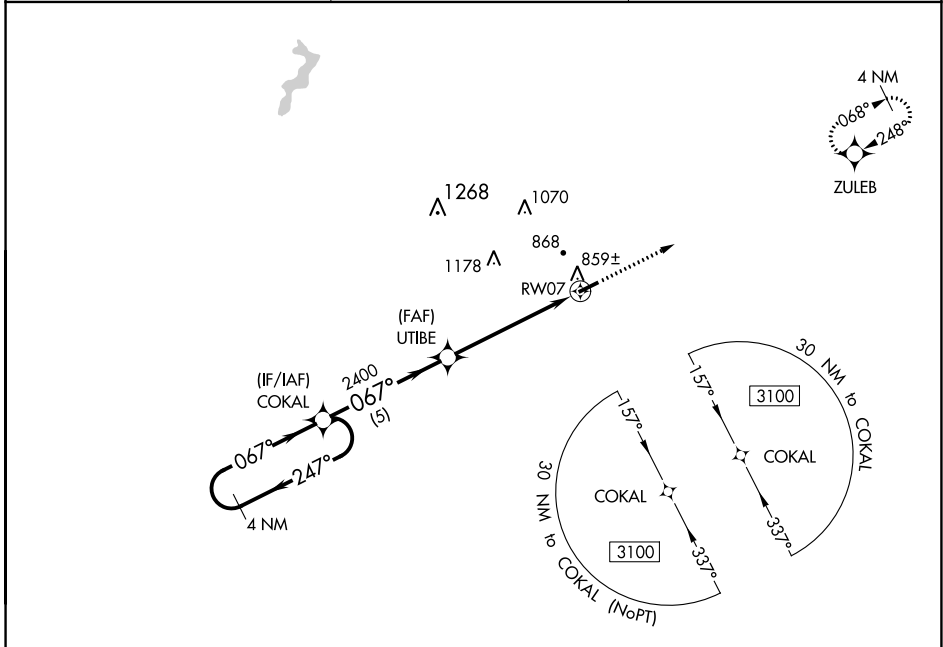 4 NM
068°
248°
ZULEB
1268
1070
868
1178
859±
RW07
(FAF)
UTIBE
(IF/IAF)
COKAL
2400
067°
(5)
067°
247°
4 NM
30 NM to COKAL
157°
3100
COKAL
337°
157°
COKAL
3100
337°
30 NM to COKAL (NoPT)